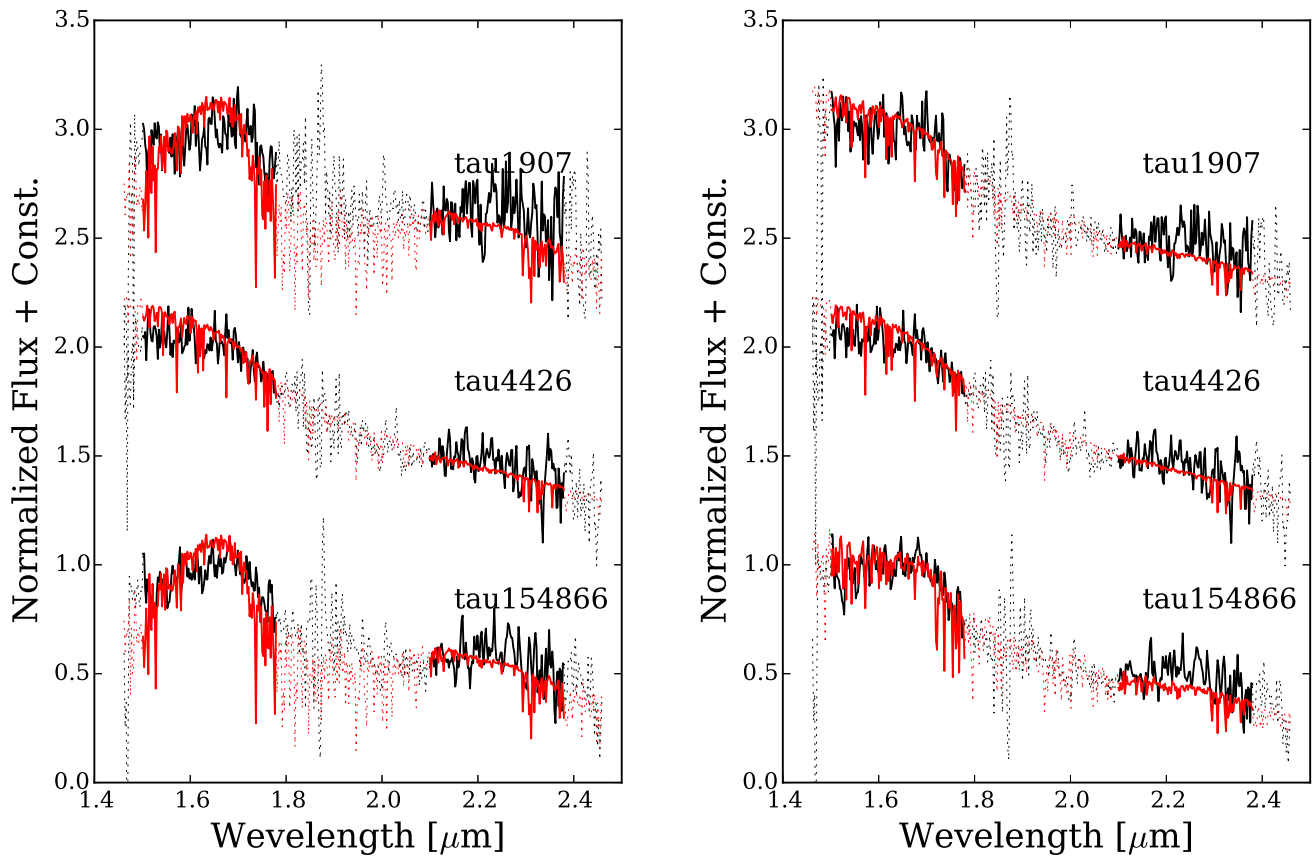 3.5
3.0
2.5
2.0
1.5
1.0
0.5
0.0
Normalized Flux + Const.
tau1907
tau4426
tau154866
1.4 1.6 1.8 2.0 2.2 2.4
Wevelength [μm]
3.5
3.0
2.5
2.0
1.5
1.0
0.5
0.0
Normalized Flux + Const.
tau1907
tau4426
tau154866
1.4 1.6 1.8 2.0 2.2 2.4
Wevelength [μm]